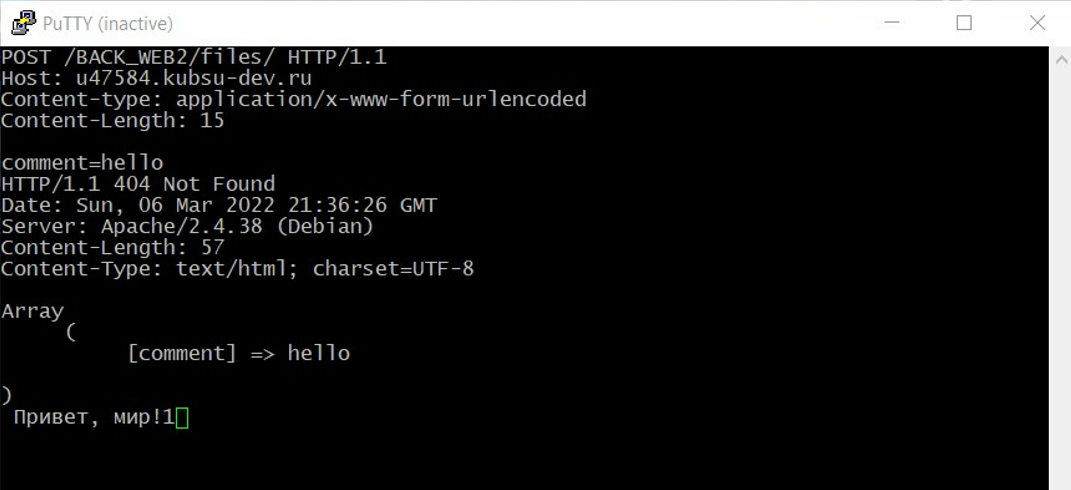 PuTTY (inactive)
POST /BACK_WEB2/files/ HTTP/1.1
Host: u47584.kubsu-dev.ru
Content-type: application/x-www-form-urlencoded
Content-Length: 15
comment=hello
HTTP/1.1 404 Not Found
Date: Sun, 06 Mar 2022 21:36:26 GMT
Server: Apache/2.4.38 (Debian)
Content-Length: 57
Content-Type: text/html; charset=UTF-8
Array
(
[comment] => hello
)
Привет, мир!1